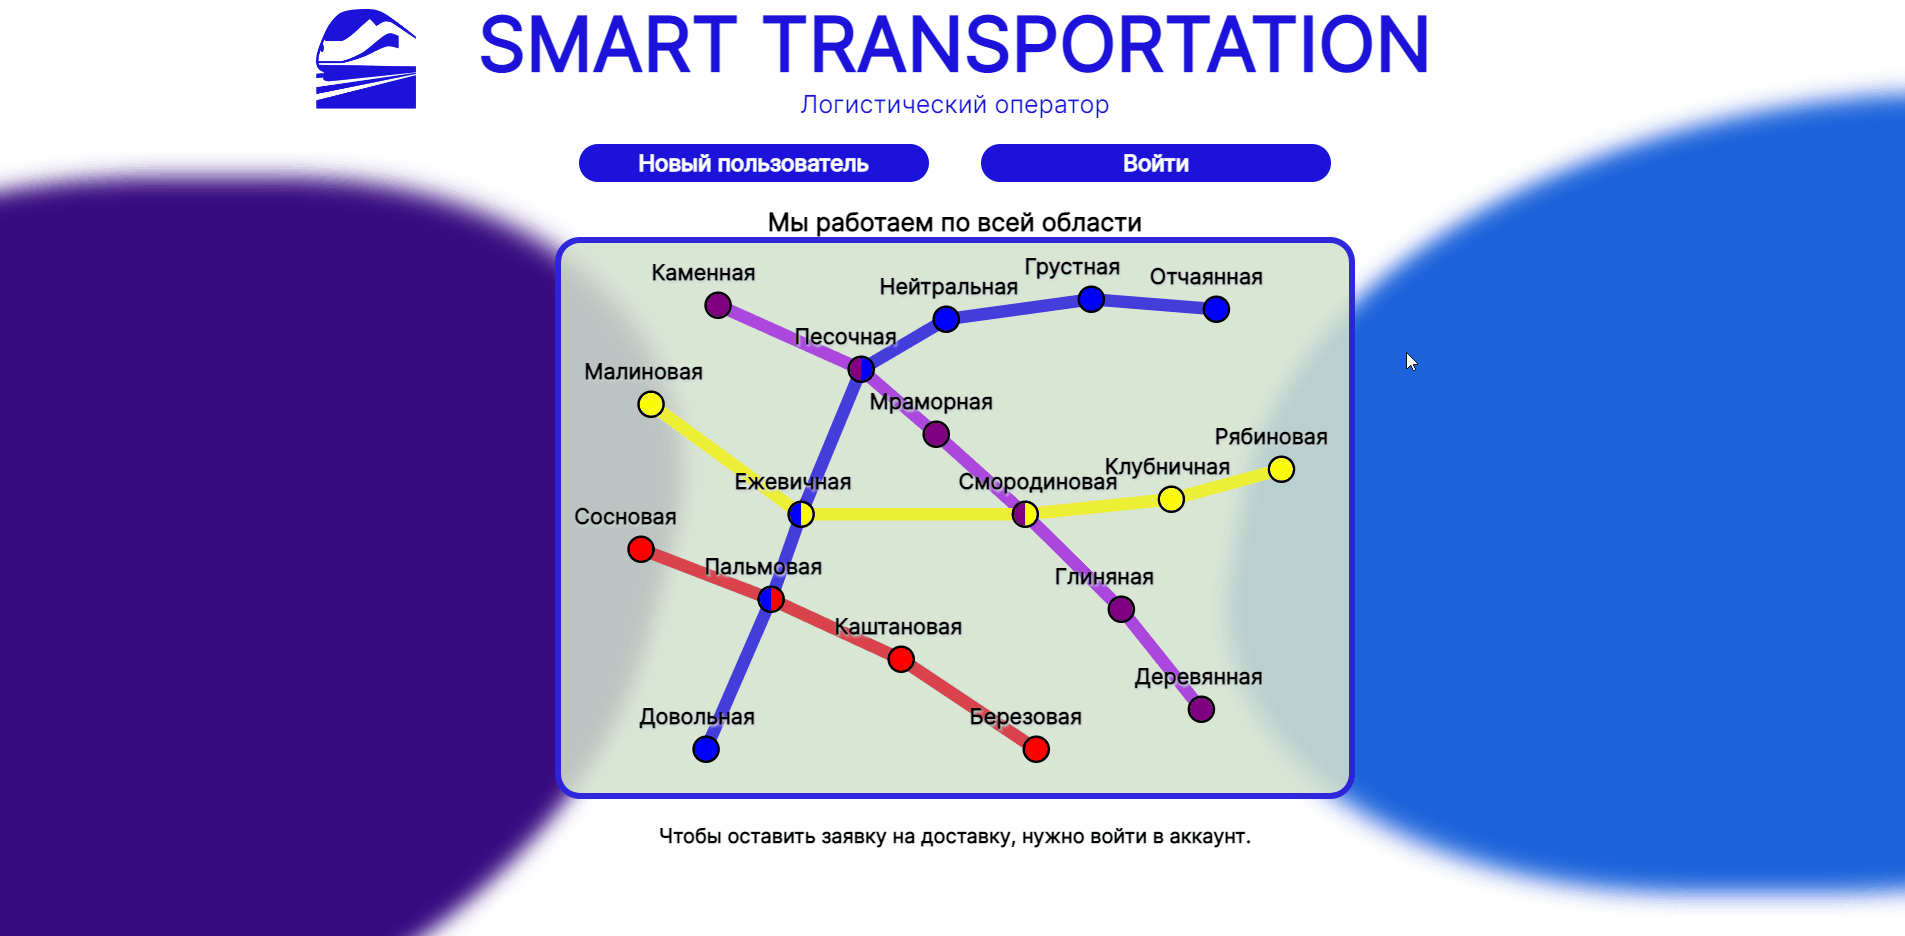 SMART TRANSPORTATION
Логистический оператор
Новый пользователь
Войти
Мы работаем по всей области
Каменная
Нейтральная
Грустная
Отчаянная
Песочная
Малиновая
Мраморная
Рябиновая
Ежевичная
Смородиновая
Клубничная
Сосновая
Пальмовая
Глиняная
Каштановая
Деревянная
Довольная
Березовая
Чтобы оставить заявку на доставку, нужно войти в аккаунт.